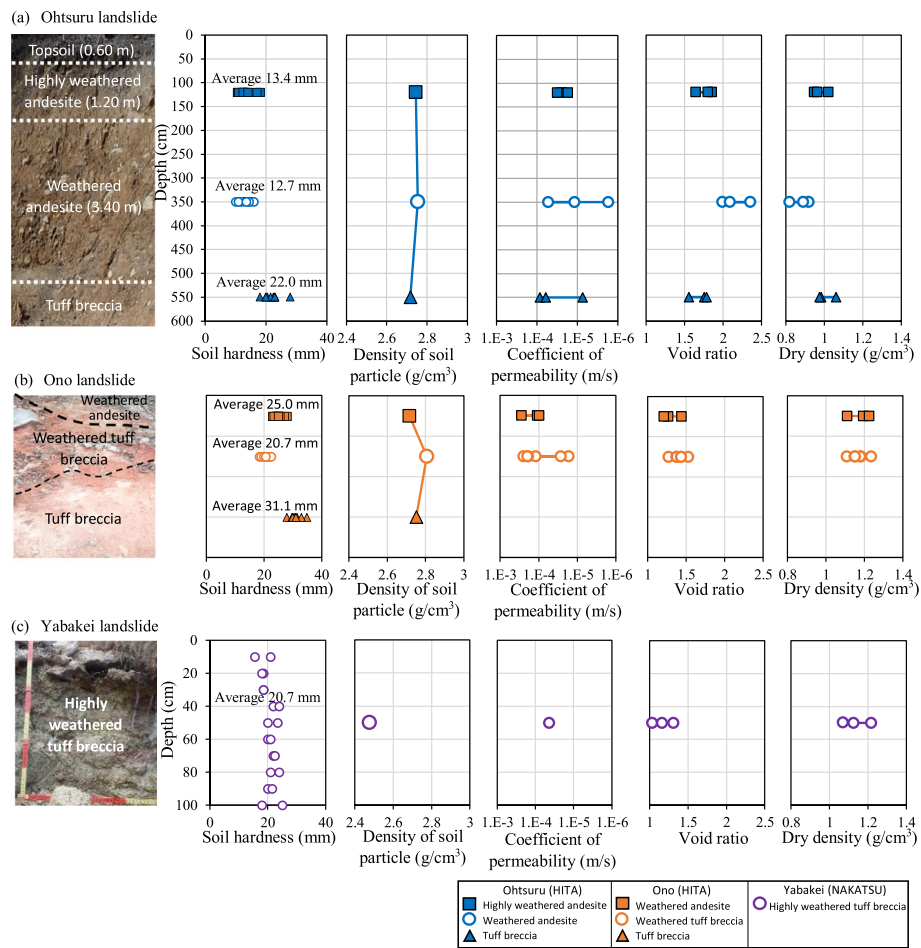 (a) Ohtsuru landslide
Topsoil (0.60 m)
Highly weathered
andesite (1.20 m)
Weathered
andesite (3.40 m)
Tuff breccia
Depth (cm)
0
50
100
150
200
250
300
350
400
450
500
550
600
Average 13.4 mm
Average 12.7 mm
Average 22.0 mm
0 20 40
Soil hardness (mm)
2.4 2.6 2.8 3
Density of soil
particle (g/cm³)
1.E-3 1.E-4 1.E-5 1.E-6
Coefficient of
permeability (m/s)
1 1.5 2 2.5
Void ratio
0.8 1 1.2 1.4
Dry density (g/cm³)
(b) Ono landslide
Weathered
andesite
Weathered tuff
breccia
Tuff breccia
Average 25.0 mm
Average 20.7 mm
Average 31.1 mm
0 20 40
Soil hardness (mm)
2.4 2.6 2.8 3
Density of soil
particle (g/cm³)
1.E-3 1.E-4 1.E-5 1.E-6
Coefficient of
permeability (m/s)
1 1.5 2 2.5
Void ratio
0.8 1 1.2 1.4
Dry density (g/cm³)
(c) Yabakei landslide
Highly
weathered
tuff breccia
Depth (cm)
0
20
40
60
80
100
Average 20.7 mm
0 20 40
Soil hardness (mm)
2.4 2.6 2.8 3
Density of soil
particle (g/cm³)
1.E-3 1.E-4 1.E-5 1.E-6
Coefficient of
permeability (m/s)
1 1.5 2 2.5
Void ratio
0.8 1 1.2 1.4
Dry density (g/cm³)
Ohtsuru (HITA)
Highly weathered andesite
Weathered andesite
Tuff breccia
Ono (HITA)
Weathered andesite
Weathered tuff breccia
Tuff breccia
Yabakei (NAKATSU)
Highly weathered tuff breccia